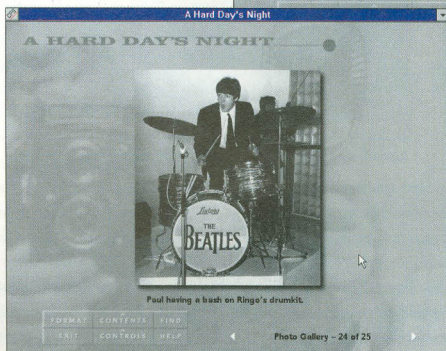 A Hard Day's Night
A HARD DAY'S NIGHT
Ludwig
THE
BEATLES
Paul having a bash on Ringo's drumkit.
FORMAT CONTENTS FIND
EXIT CONTROLS HELP
Photo Gallery – 24 of 25